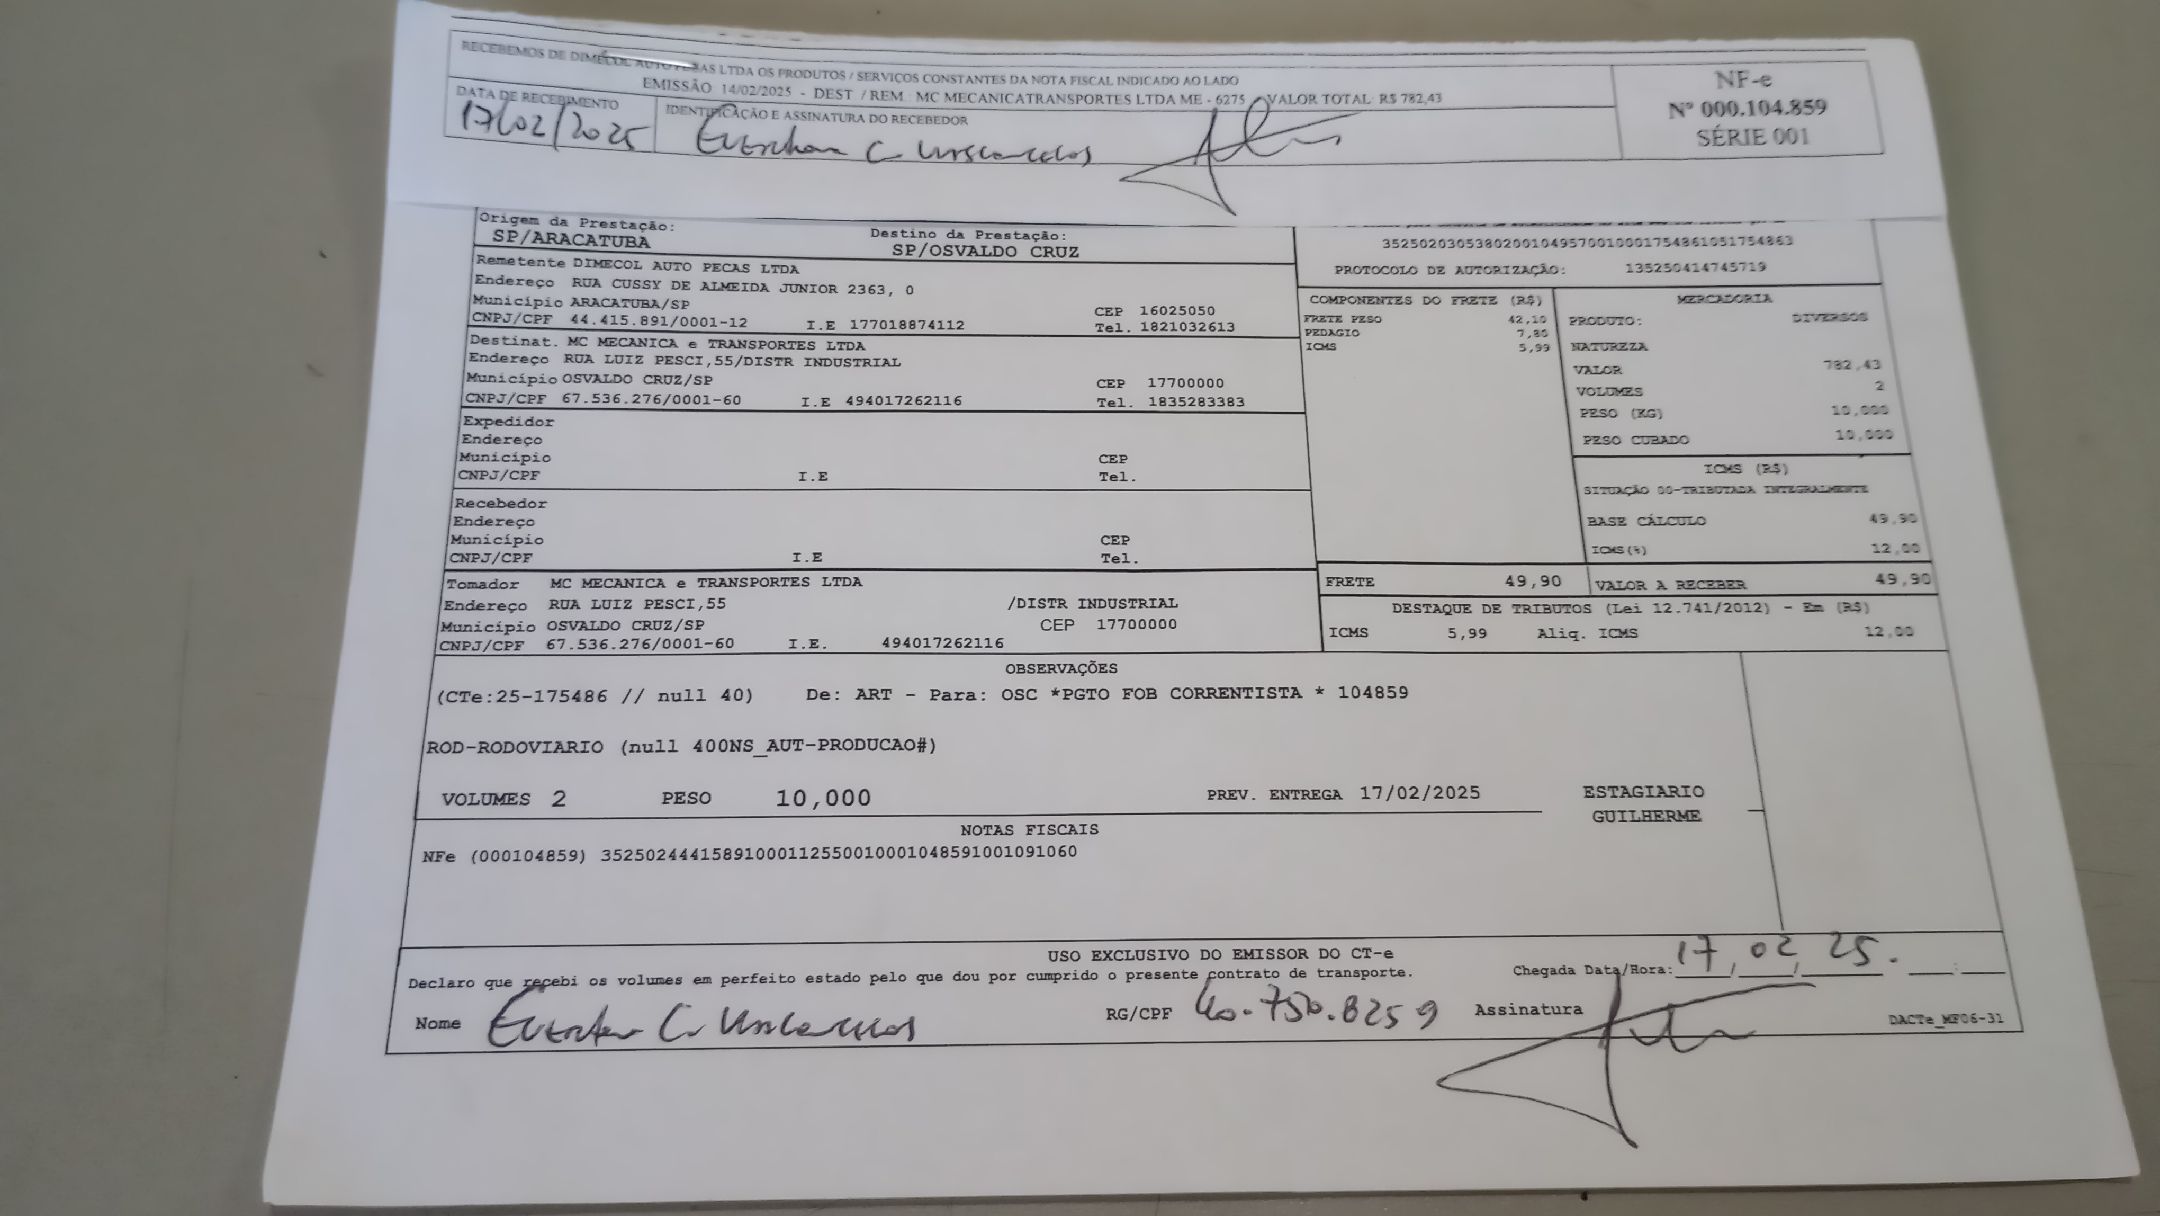 RECEBEMOS DE DIMECOL AUTO PEÇAS LTDA OS PRODUTOS / SERVIÇOS CONSTANTES DA NOTA FISCAL INDICADO AO LADO
EMISSÃO: 14/02/2025 - DEST. / REM.: MC MECANICATRANSPORTES LTDA ME - 6275 VALOR TOTAL: R$ 782,43
DATA DE RECEBIMENTO
17/02/2025
IDENTIFICAÇÃO E ASSINATURA DO RECEBEDOR
NF-e
Nº 000.104.859
SÉRIE 001
Origem da Prestação:
SP/ARACATUBA
Destino da Prestação:
SP/OSVALDO CRUZ
Remetente DIMECOL AUTO PECAS LTDA
Endereço RUA CUSSY DE ALMEIDA JUNIOR 2363, 0
Município ARACATUBA/SP CEP 16025050
CNPJ/CPF 44.415.891/0001-12 I.E 177018874112 Tel. 1821032613
Destinat. MC MECANICA e TRANSPORTES LTDA
Endereço RUA LUIZ PESCI,55/DISTR INDUSTRIAL
Município OSVALDO CRUZ/SP CEP 17700000
CNPJ/CPF 67.536.276/0001-60 I.E 494017262116 Tel. 1835283383
Expedidor
Endereço
Município CEP
CNPJ/CPF I.E Tel.
Recebedor
Endereço
Município CEP
CNPJ/CPF I.E Tel.
Tomador MC MECANICA e TRANSPORTES LTDA
Endereço RUA LUIZ PESCI,55 /DISTR INDUSTRIAL
Município OSVALDO CRUZ/SP CEP 17700000
CNPJ/CPF 67.536.276/0001-60 I.E. 494017262116
35250203053802001049570010001754861051754863
PROTOCOLO DE AUTORIZAÇÃO: 135250414745719
COMPONENTES DO FRETE (R$)
FRETE PESO 42,10
PEDAGIO 7,80
ICMS 5,99
MERCADORIA
PRODUTO: DIVERSOS
NATUREZA
VALOR 782,43
VOLUMES 2
PESO (KG) 10,000
PESO CUBADO 10,000
ICMS (R$)
SITUAÇÃO 00-TRIBUTADA INTEGRALMENTE
BASE CÁLCULO 49,90
ICMS(%) 12,00
FRETE 49,90 VALOR A RECEBER 49,90
DESTAQUE DE TRIBUTOS (Lei 12.741/2012) - Em (R$)
ICMS 5,99 Aliq. ICMS 12,00
OBSERVAÇÕES
(CTe:25-175486 // null 40) De: ART - Para: OSC *PGTO FOB CORRENTISTA * 104859
ROD-RODOVIARIO (null 400NS_AUT-PRODUCAO#)
VOLUMES 2 PESO 10,000 PREV. ENTREGA 17/02/2025
ESTAGIARIO
GUILHERME
NOTAS FISCAIS
NFe (000104859) 35250244415891000112550010001048591001091060
USO EXCLUSIVO DO EMISSOR DO CT-e
Declaro que recebi os volumes em perfeito estado pelo que dou por cumprido o presente contrato de transporte.
Chegada Data/Hora: 17/02/25.
Nome
RG/CPF 40.750.825 9
Assinatura
DACTe_MF06-31